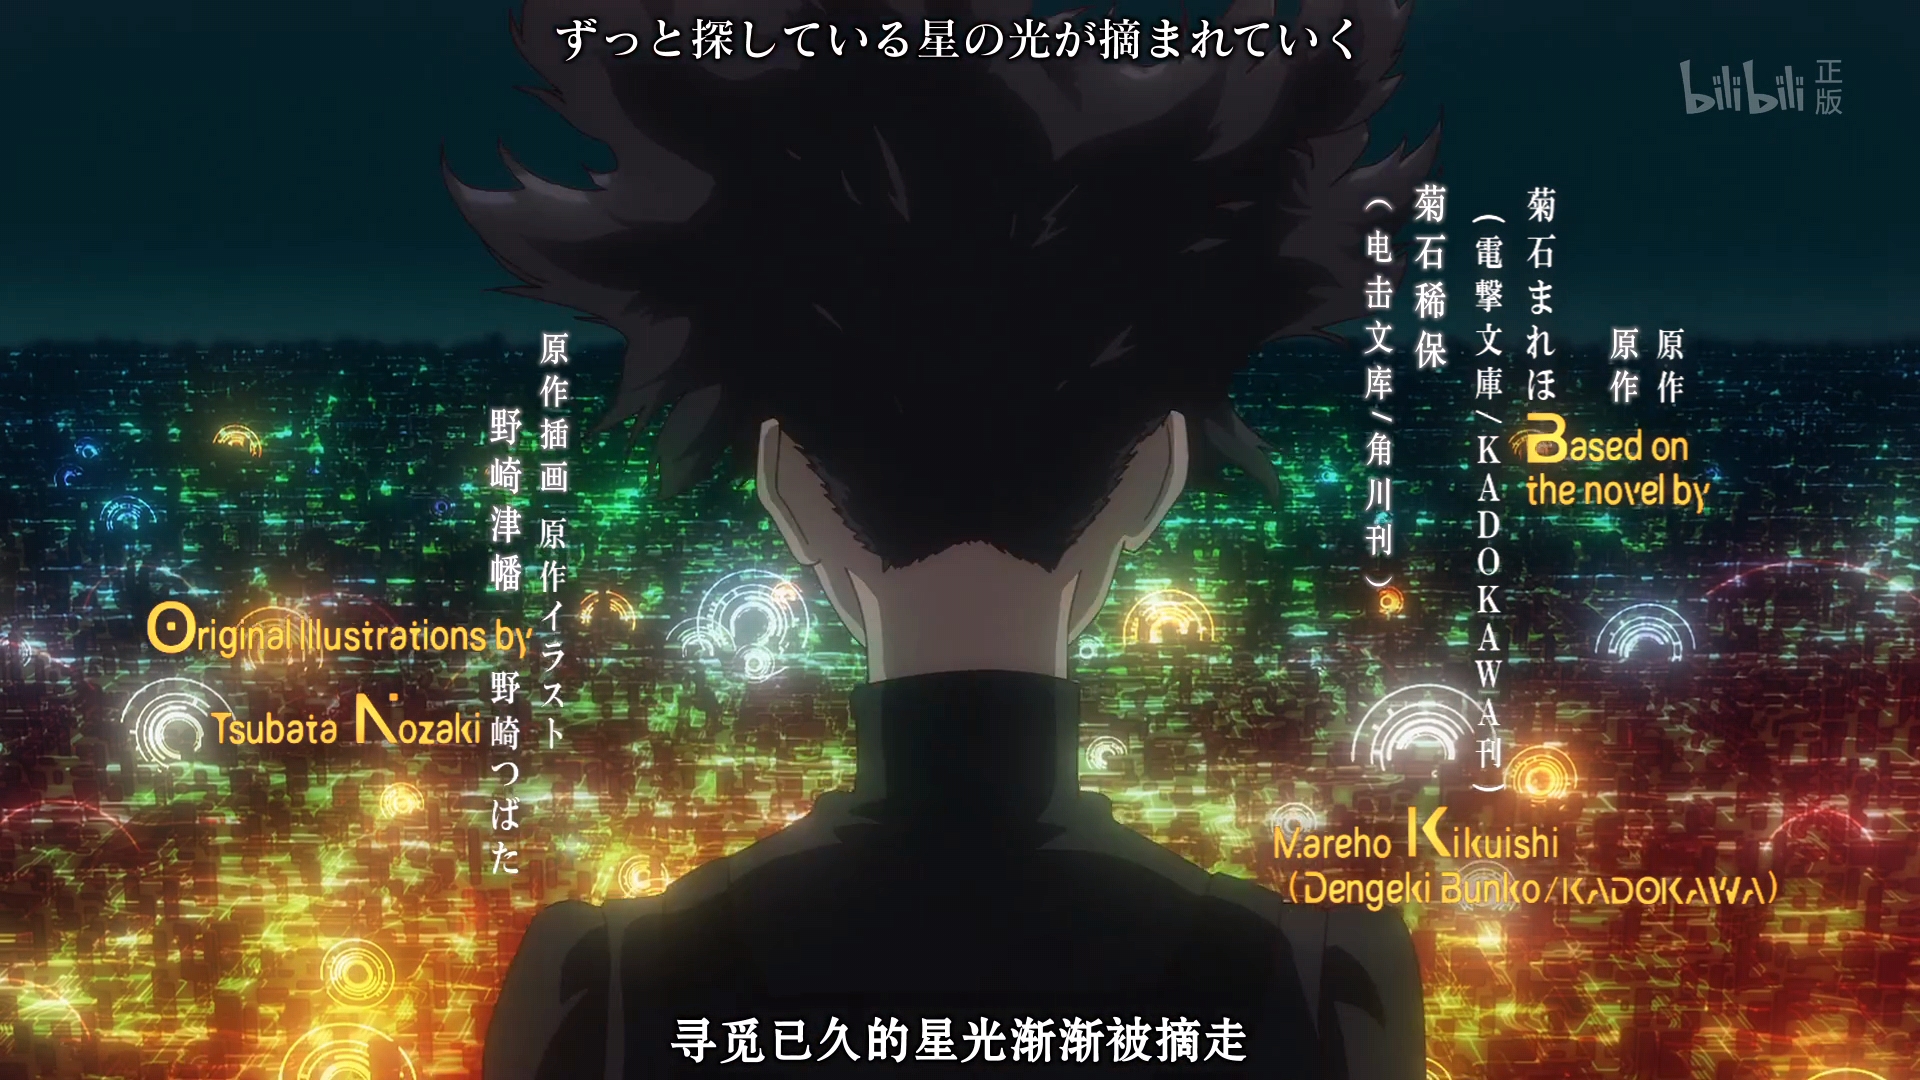 ずっと探している星の光が摘まれていく
bilibili 正版
原作
原作
菊石まれほ
(電撃文庫/KADOKAWA刊)
菊石稀保
(电击文库/角川刊)
Based on
the novel by
Mareho Kikuishi
(Dengeki Bunko/KADOKAWA)
原作插画 原作イラスト
野崎津幡 野崎つばた
Original Illustrations by
Tsubata Nozaki
寻觅已久的星光渐渐被摘走